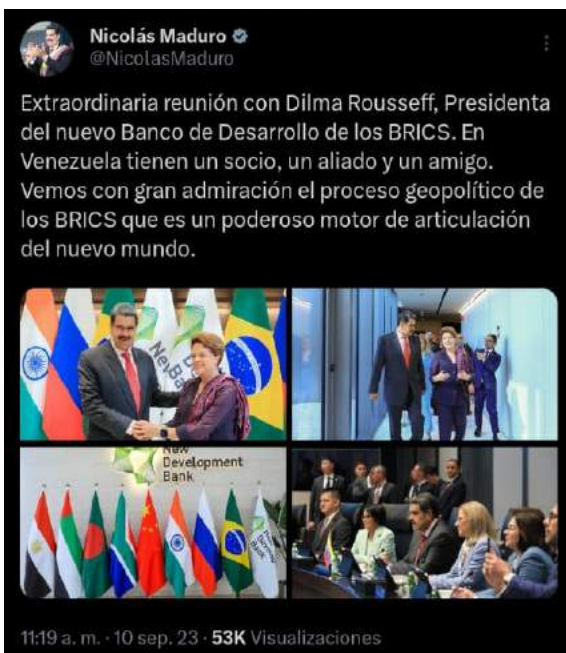 Nicolás Maduro
@NicolasMaduro
Extraordinaria reunión con Dilma Rousseff, Presidenta
del nuevo Banco de Desarrollo de los BRICS. En
Venezuela tienen un socio, un aliado y un amigo.
Vemos con gran admiración el proceso geopolítico de
los BRICS que es un poderoso motor de articulación
del nuevo mundo.
New
Development
Bank
11:19 a. m. · 10 sep. 23 · 53K Visualizaciones